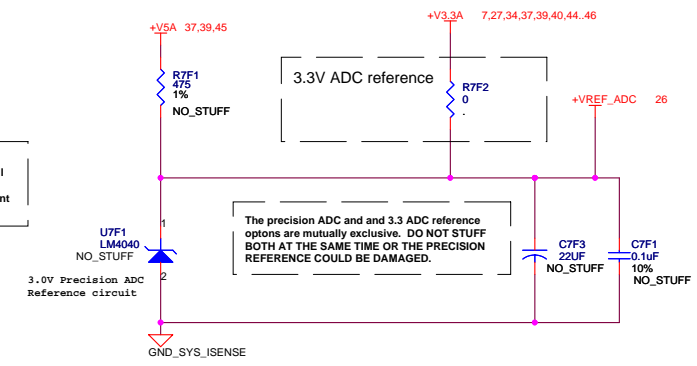 +V5A 37,39,45
+V3.3A 7,27,34,37,39,40,44..46
R7F1
475
1%
NO_STUFF
3.3V ADC reference
R7F2
0
.
+VREF_ADC 26
l
nt
The precision ADC and and 3.3 ADC reference
optons are mutually exclusive. DO NOT STUFF
BOTH AT THE SAME TIME OR THE PRECISION
REFERENCE COULD BE DAMAGED.
1
U7F1
LM4040
NO_STUFF
2
3.0V Precision ADC
Reference circuit
C7F3
22UF
NO_STUFF
C7F1
0.1uF
10%
NO_STUFF
GND_SYS_ISENSE